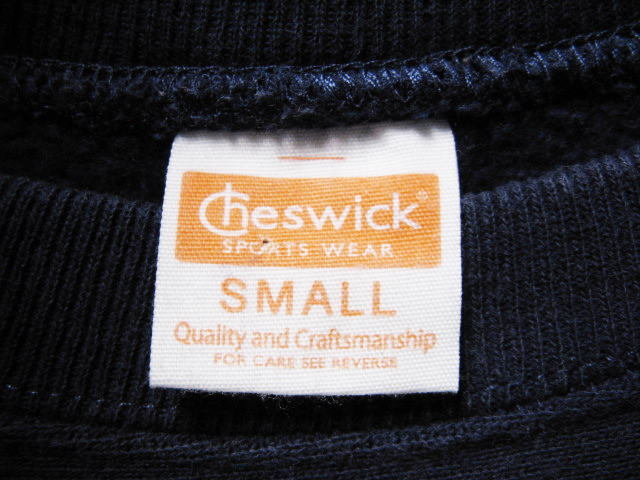 Cheswick®
SPORTS WEAR
SMALL
Quality and Craftsmanship
FOR CARE SEE REVERSE